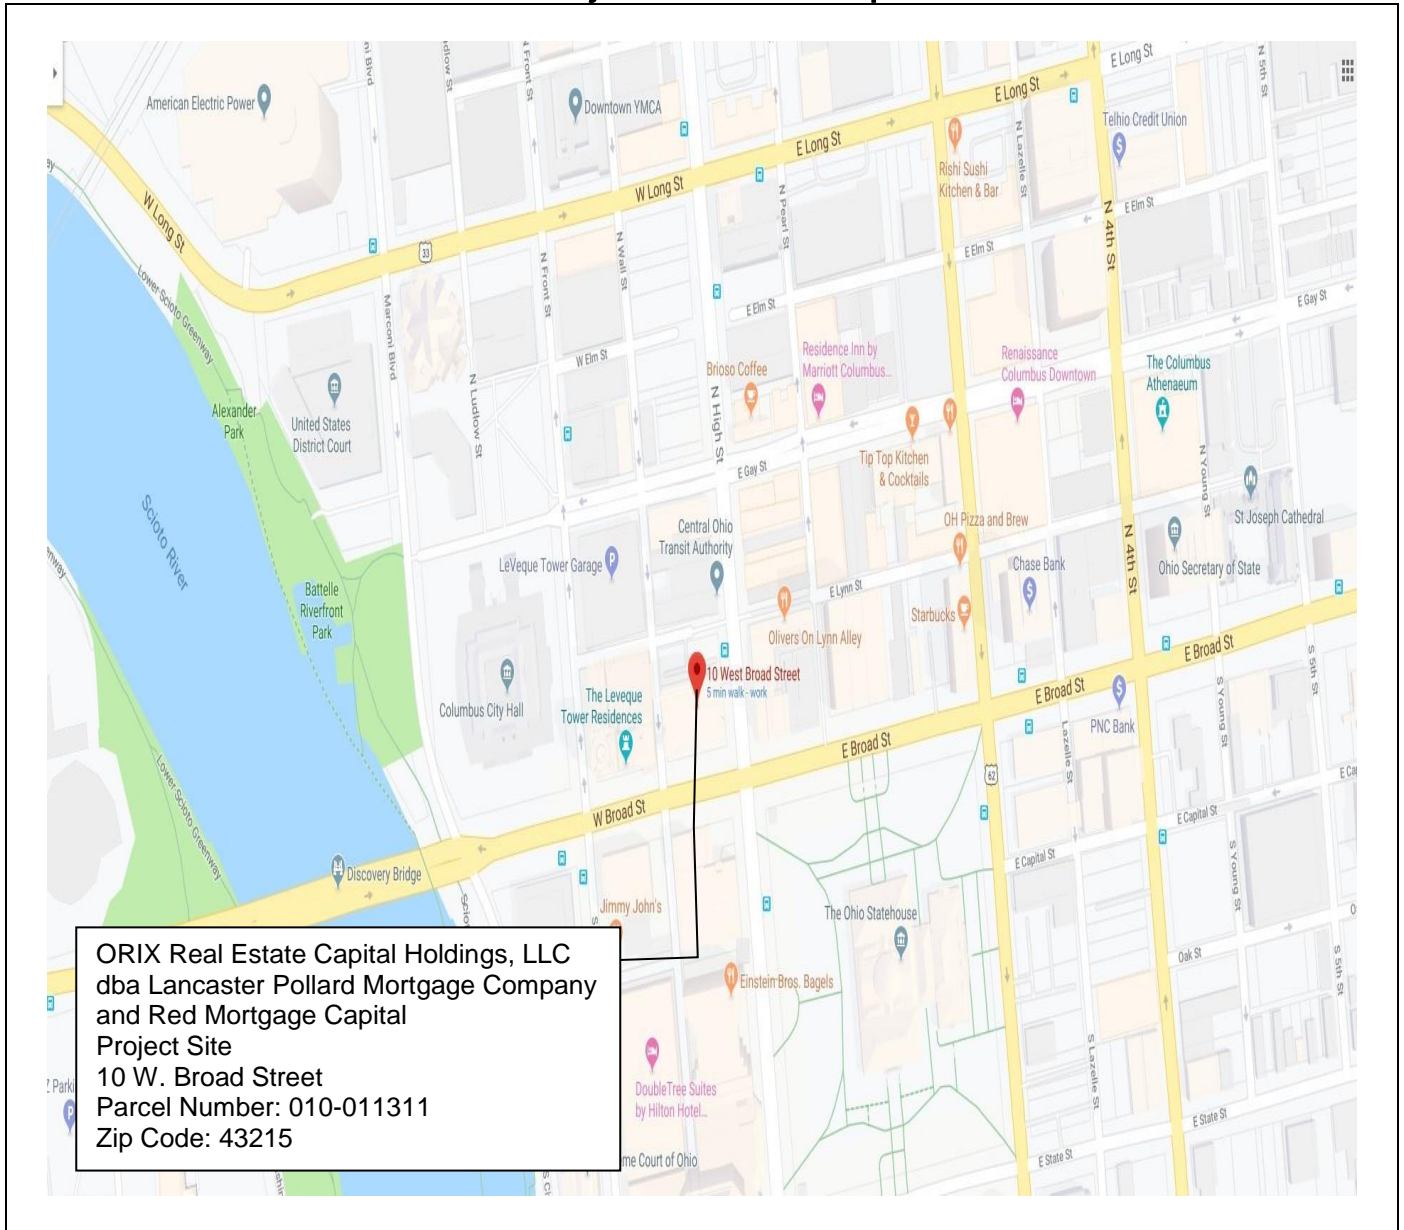 American Electric Power
Downtown YMCA
E Long St
E Long St
N 5th St
Telhio Credit Union
N Front St
E Long St
N Lazelle St
Rishi Sushi
Kitchen & Bar
W Long St
W Long St
N Pearl St
N 4th St
E Elm St
E Elm St
33
N Wall St
N Front St
Lower Scioto Greenway
Marconi Blvd
E Gay St
E Elm St
W Elm St
Residence Inn by
Marriott Columbus...
Renaissance
Columbus Downtown
The Columbus
Athenaeum
Brioso Coffee
N High St
N Ludlow St
Alexander
Park
United States
District Court
Tip Top Kitchen
& Cocktails
E Gay St
N Young St
St Joseph Cathedral
OH Pizza and Brew
Central Ohio
Transit Authority
N 4th St
Scioto River
LeVeque Tower Garage
Chase Bank
Ohio Secretary of State
Battelle
Riverfront
Park
E Lynn St
Starbucks
Olivers On Lynn Alley
E Broad St
S 5th St
10 West Broad Street
5 min walk - work
The Leveque
Tower Residences
Columbus City Hall
E Broad St
S Young St
PNC Bank
Lazelle St
E Broad St
62
Lower Scioto Greenway
W Broad St
E Capital St
E Capital St
S Young St
Discovery Bridge
Jimmy John's
The Ohio Statehouse
Oak St
S 5th St
Einstein Bros. Bagels
S Lazelle St
DoubleTree Suites
by Hilton Hotel...
E State St
E State St
me Court of Ohio
ORIX Real Estate Capital Holdings, LLC
dba Lancaster Pollard Mortgage Company
and Red Mortgage Capital
Project Site
10 W. Broad Street
Parcel Number: 010-011311
Zip Code: 43215